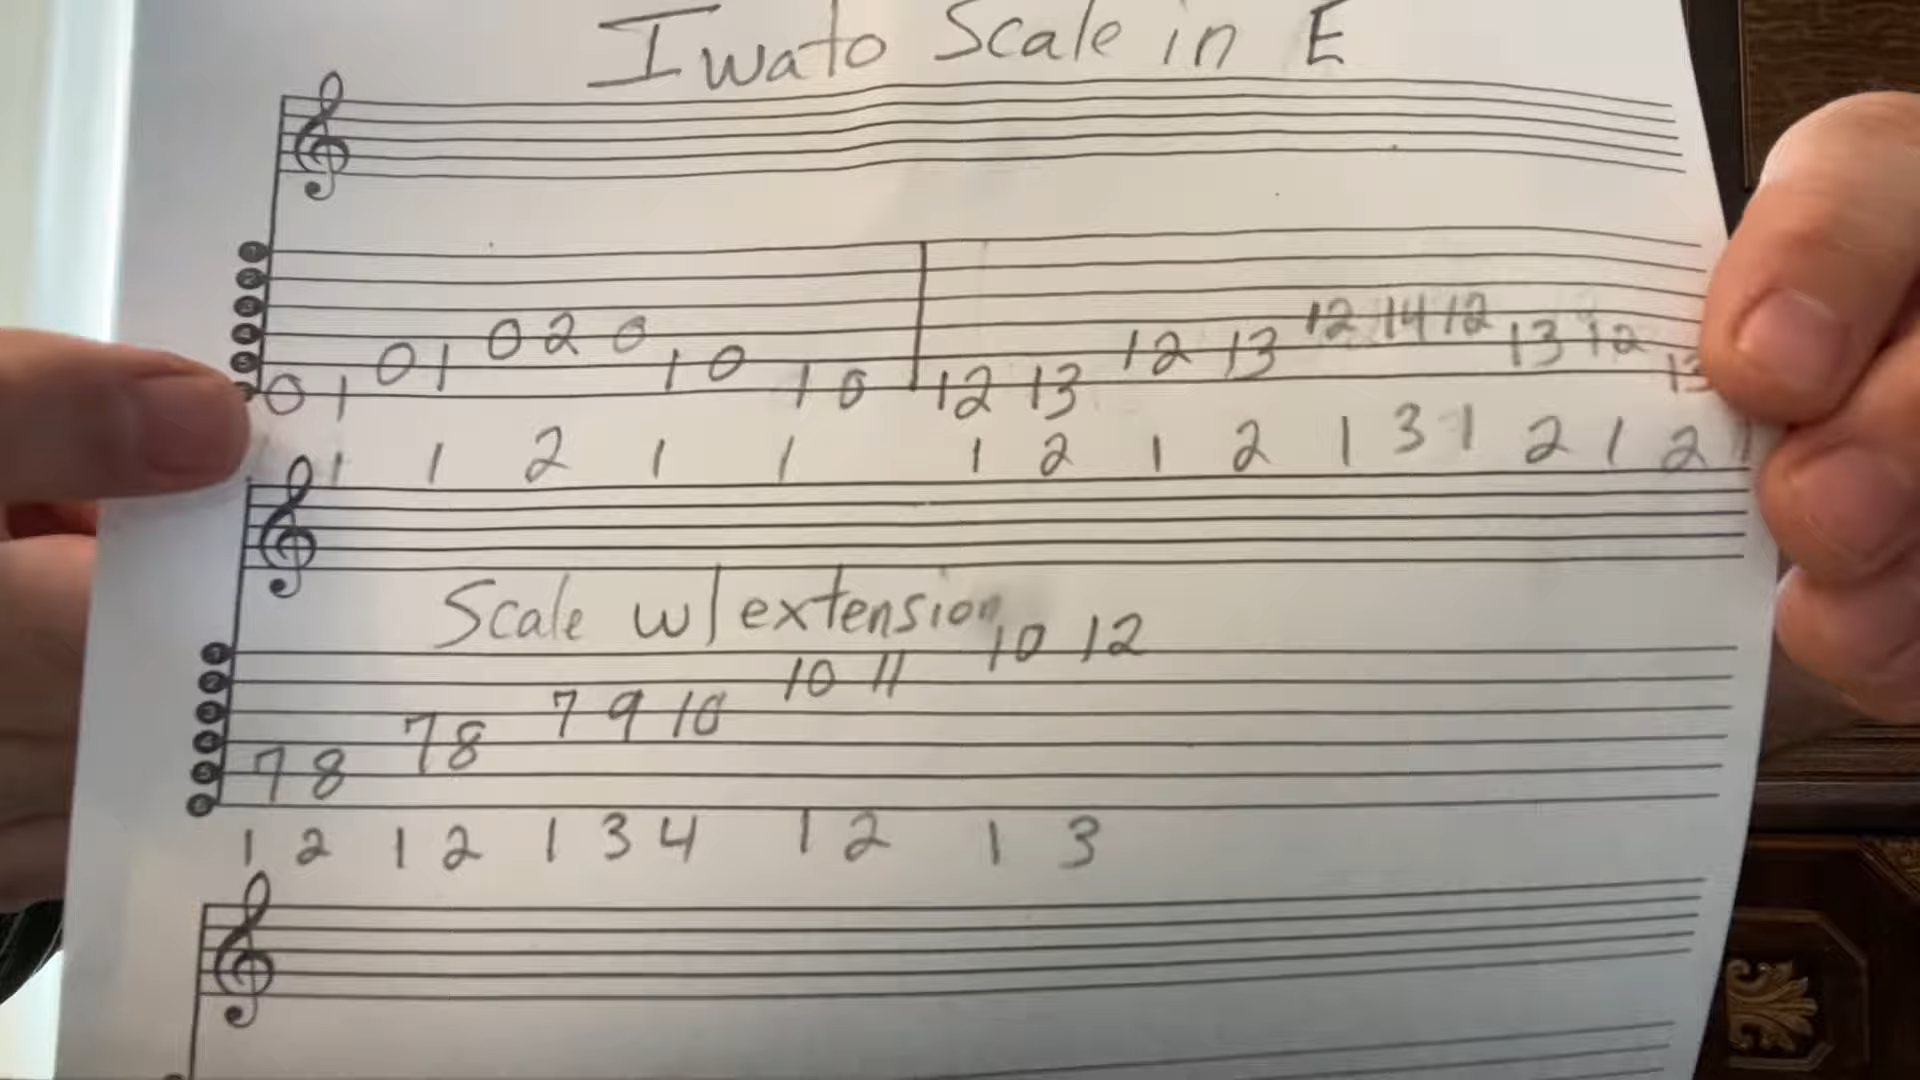 Iwato Scale in E
0 1 0 1 0 2 0 1 0 1 0 12 13 12 13 12 14 12 13 12 13
1 1 2 1 1 1 2 1 2 1 3 1 2 1 2 1
Scale w/ extension
7 8 7 8 7 9 10 10 11 10 12
1 2 1 2 1 3 4 1 2 1 3